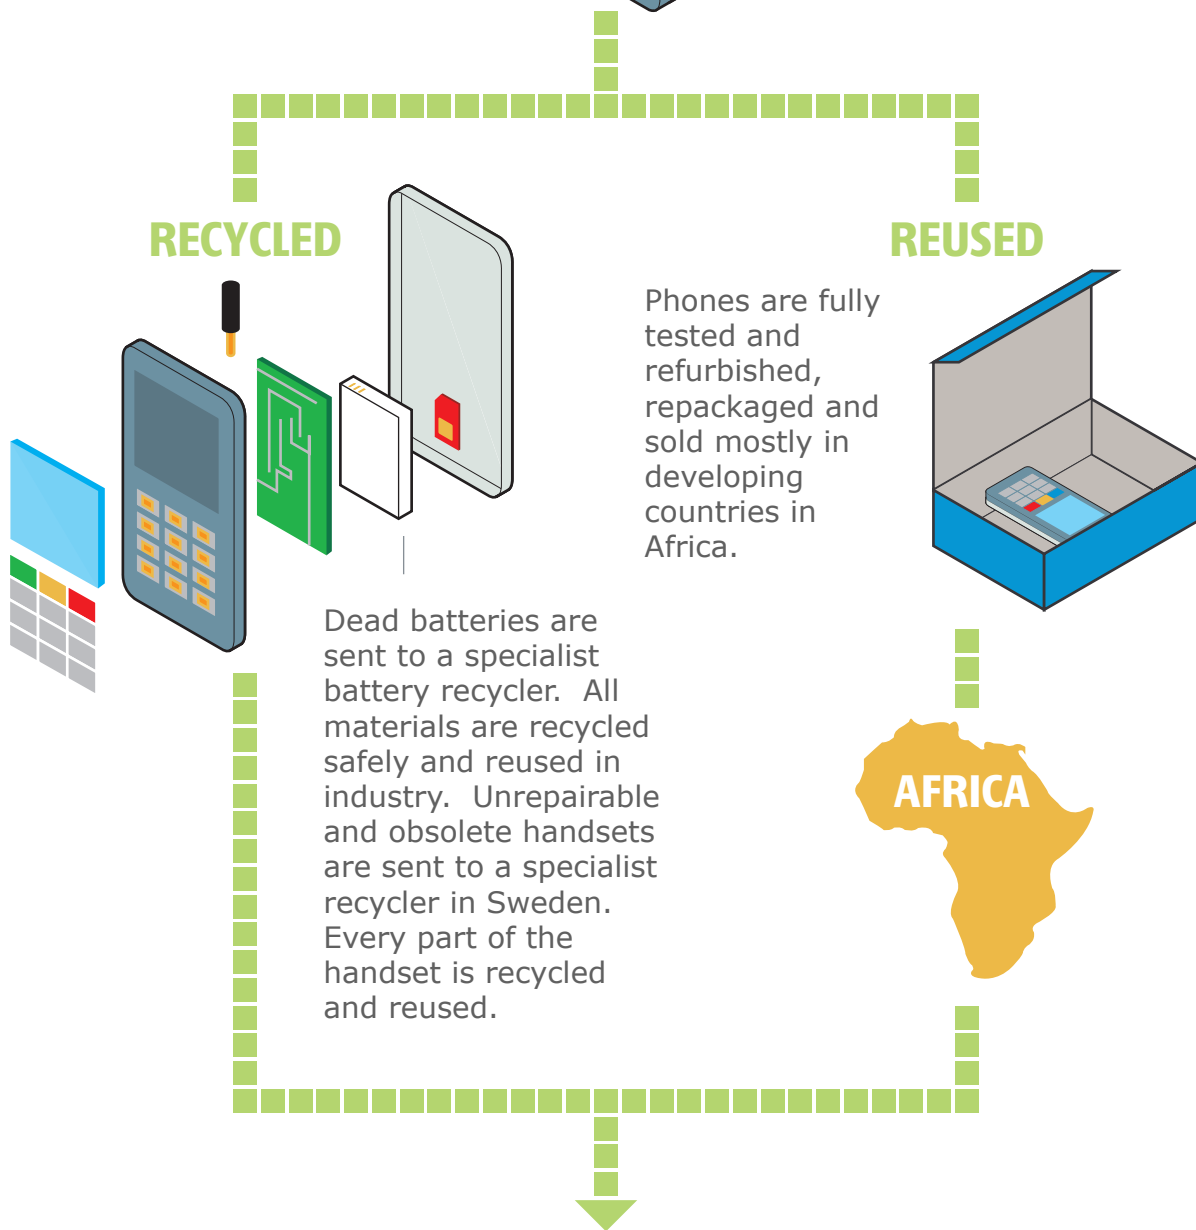 RECYCLED
Dead batteries are
sent to a specialist
battery recycler.  All
materials are recycled
safely and reused in
industry.  Unrepairable
and obsolete handsets
are sent to a specialist
recycler in Sweden.
Every part of the
handset is recycled
and reused.
REUSED
Phones are fully
tested and
refurbished,
repackaged and
sold mostly in
developing
countries in
Africa.
AFRICA